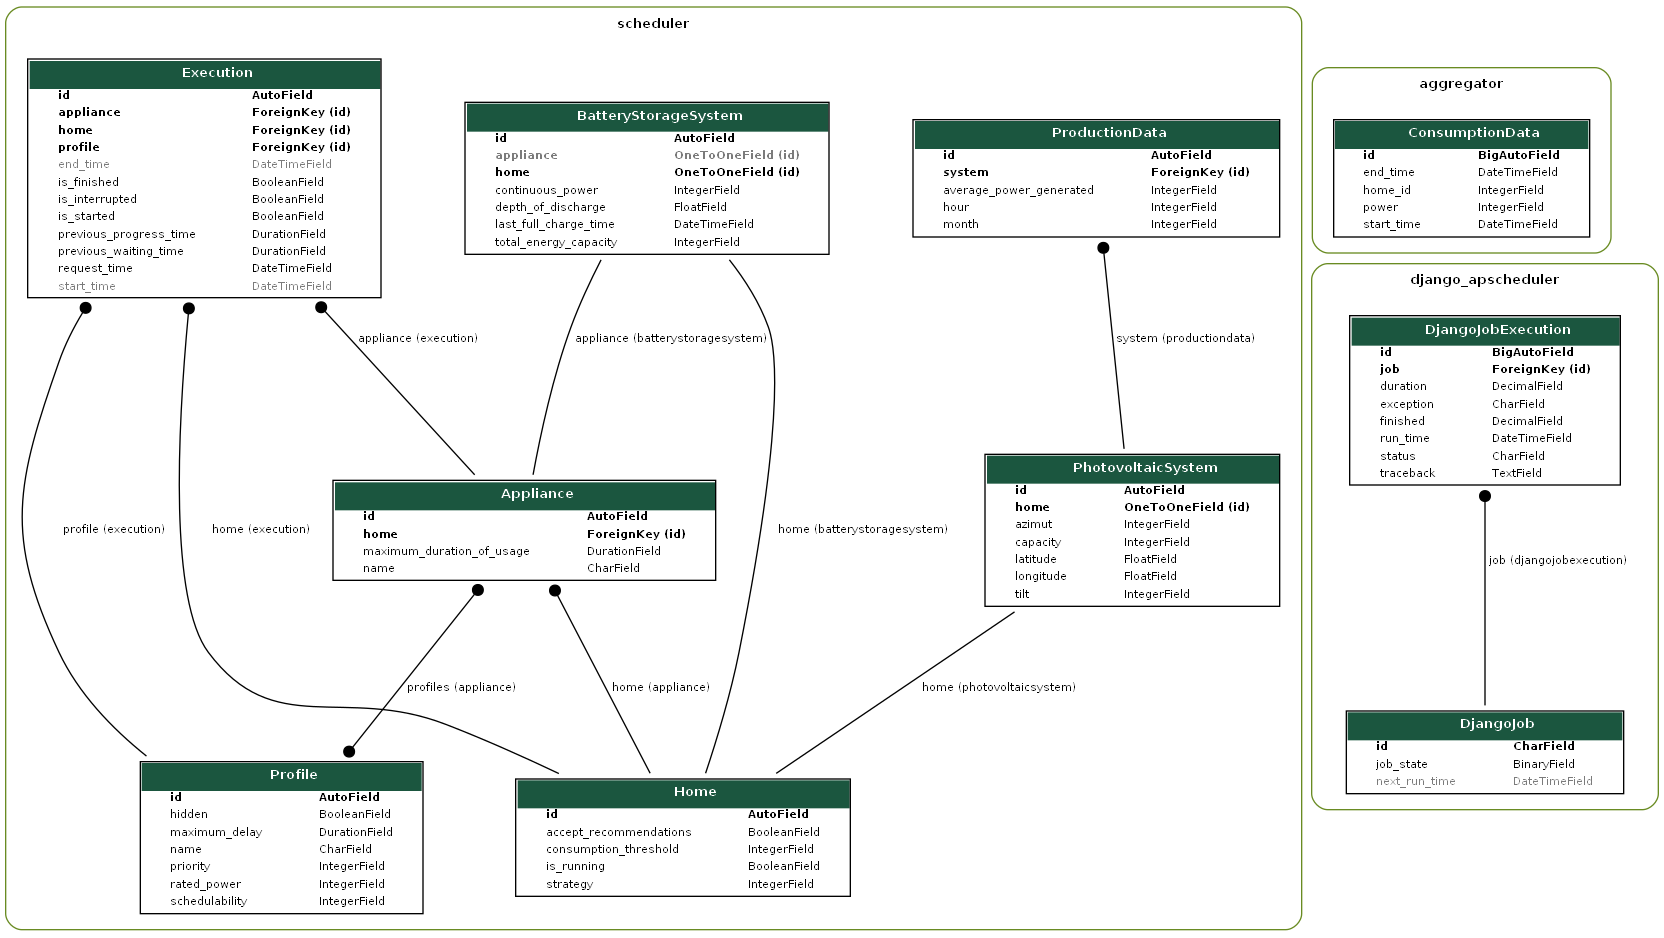 scheduler
Execution
id AutoField
appliance ForeignKey (id)
home ForeignKey (id)
profile ForeignKey (id)
end_time DateTimeField
is_finished BooleanField
is_interrupted BooleanField
is_started BooleanField
previous_progress_time DurationField
previous_waiting_time DurationField
request_time DateTimeField
start_time DateTimeField
BatteryStorageSystem
id AutoField
appliance OneToOneField (id)
home OneToOneField (id)
continuous_power IntegerField
depth_of_discharge FloatField
last_full_charge_time DateTimeField
total_energy_capacity IntegerField
ProductionData
id AutoField
system ForeignKey (id)
average_power_generated IntegerField
hour IntegerField
month IntegerField
appliance (execution)
appliance (batterystoragesystem)
system (productiondata)
Appliance
id AutoField
home ForeignKey (id)
maximum_duration_of_usage DurationField
name CharField
PhotovoltaicSystem
id AutoField
home OneToOneField (id)
azimut IntegerField
capacity IntegerField
latitude FloatField
longitude FloatField
tilt IntegerField
profile (execution)
home (execution)
home (batterystoragesystem)
profiles (appliance)
home (appliance)
home (photovoltaicsystem)
Profile
id AutoField
hidden BooleanField
maximum_delay DurationField
name CharField
priority IntegerField
rated_power IntegerField
schedulability IntegerField
Home
id AutoField
accept_recommendations BooleanField
consumption_threshold IntegerField
is_running BooleanField
strategy IntegerField
aggregator
ConsumptionData
id BigAutoField
end_time DateTimeField
home_id IntegerField
power IntegerField
start_time DateTimeField
django_apscheduler
DjangoJobExecution
id BigAutoField
job ForeignKey (id)
duration DecimalField
exception CharField
finished DecimalField
run_time DateTimeField
status CharField
traceback TextField
job (djangojobexecution)
DjangoJob
id CharField
job_state BinaryField
next_run_time DateTimeField